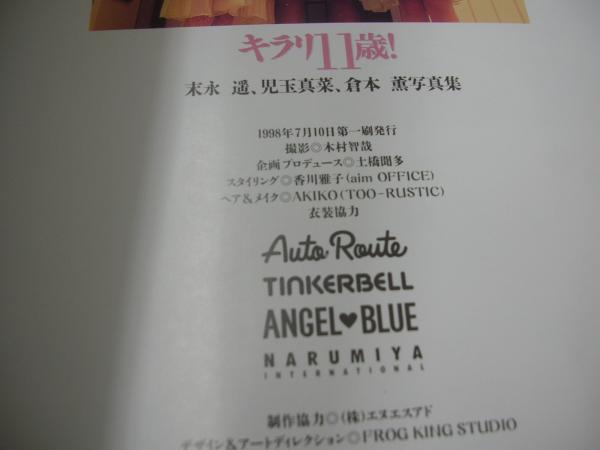 キラリ11歳!
末永 遥、児玉真菜、倉本 薫写真集
1998年7月10日第一刷発行
撮影◎木村智哉
企画プロデュース◎土橋聞多
スタイリング◎香川雅子(aim OFFICE)
ヘア&メイク◎AKIKO(TOO-RUSTIC)
衣装協力
Auto Route
TINKERBELL
ANGEL♥BLUE
NARUMIYA
INTERNATIONAL
制作協力◎(株)エヌエスアド
デザイン&アートディレクション◎FROG KING STUDIO